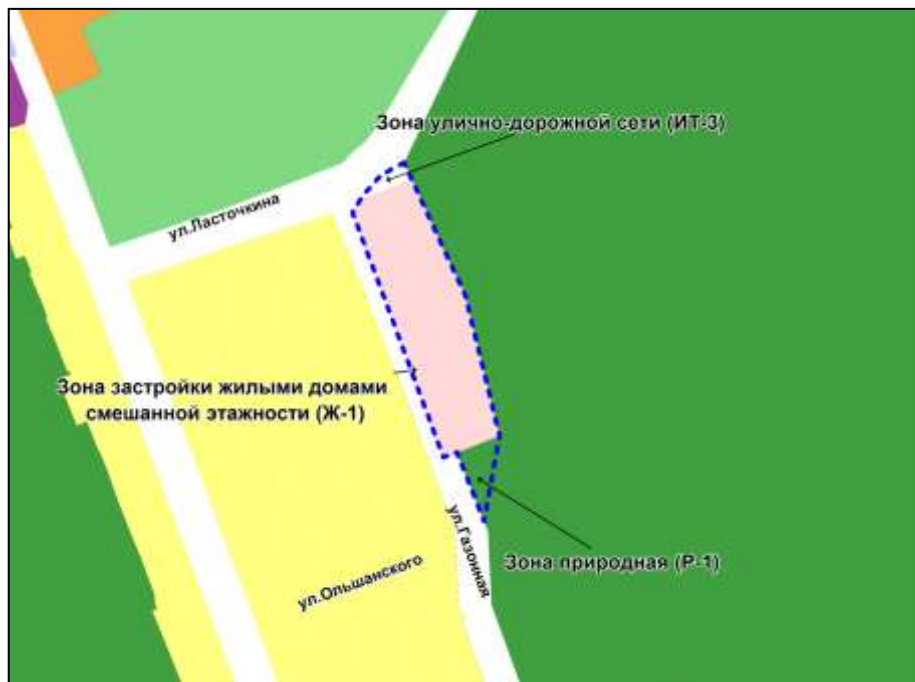 Зона улично-дорожной сети (ИТ-3)
ул.Ласточкина
Зона застройки жилыми домами
смешанной этажности (Ж-1)
ул.Газонная
Зона природная (Р-1)
ул.Ольшанского